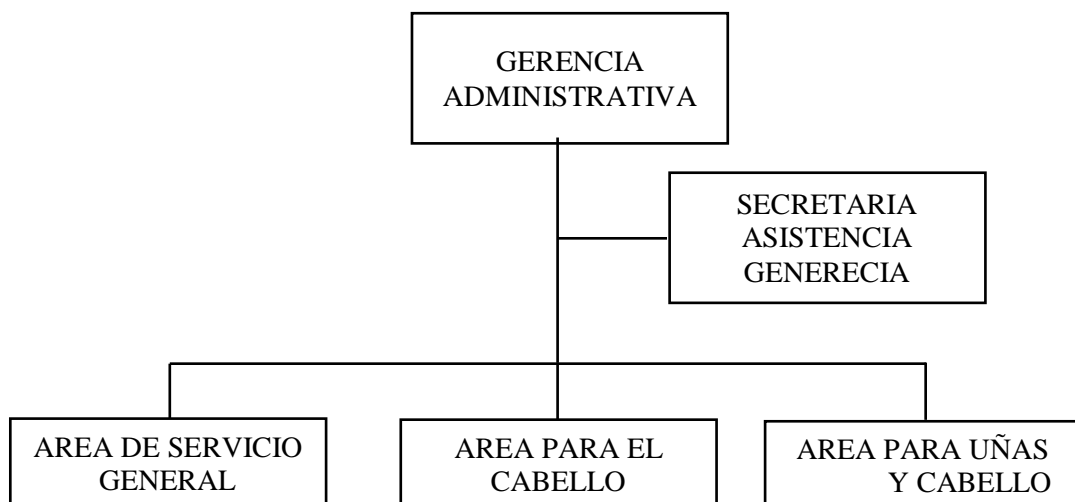 GERENCIA
ADMINISTRATIVA
SECRETARIA
ASISTENCIA
GENERECIA
AREA DE SERVICIO
GENERAL
AREA PARA EL
CABELLO
AREA PARA UÑAS
Y CABELLO